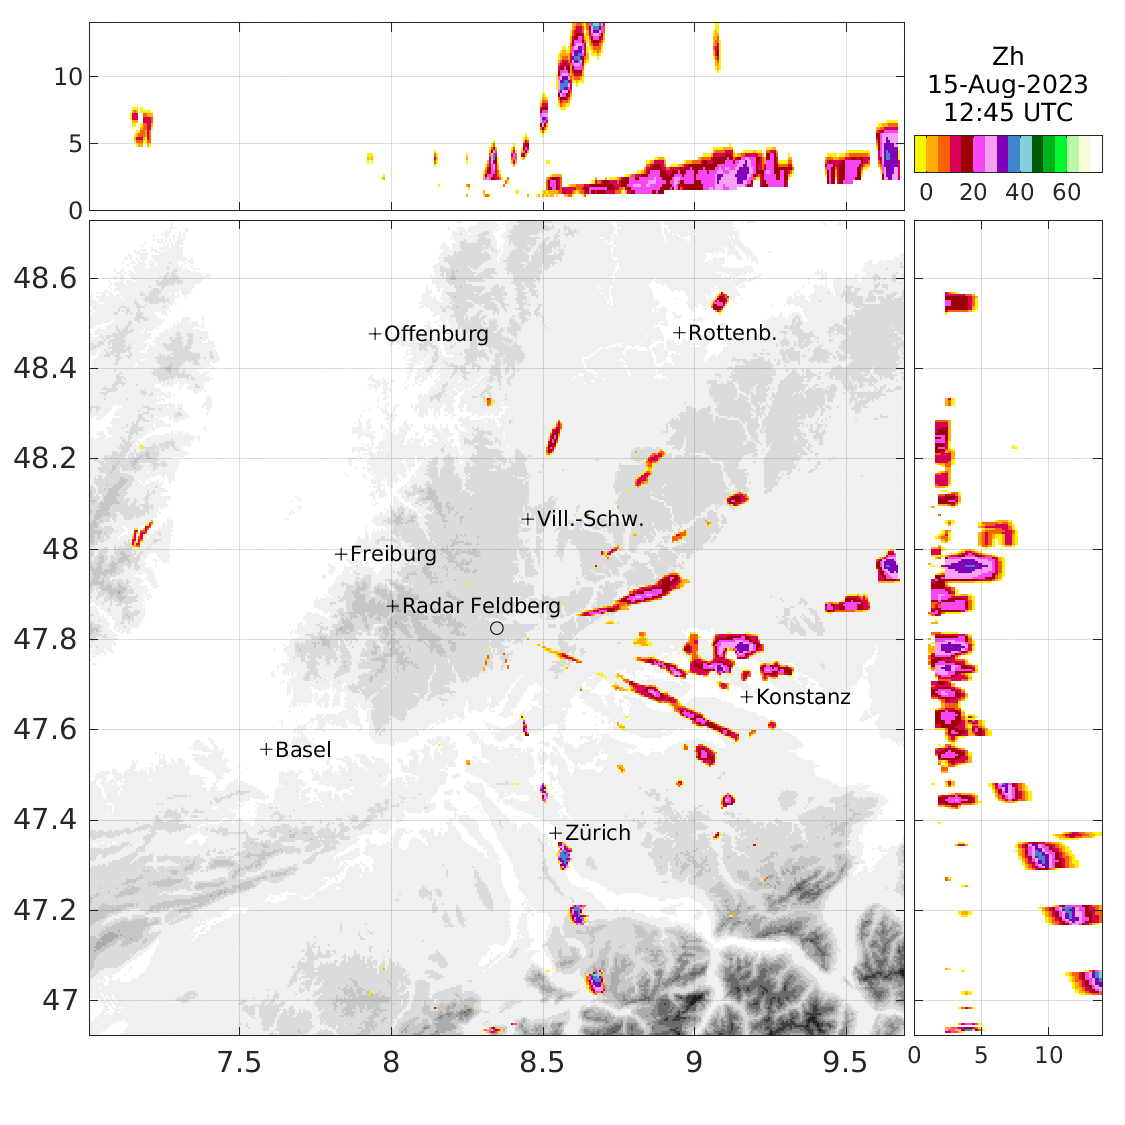 10
5
0
Zh
15-Aug-2023
12:45 UTC
0 20 40 60
48.6
48.4
48.2
48
47.8
47.6
47.4
47.2
47
+Offenburg
+Rottenb.
+Vill.-Schw.
+Freiburg
+Radar Feldberg
+Konstanz
+Basel
+Zürich
7.5 8 8.5 9 9.5
0 5 10